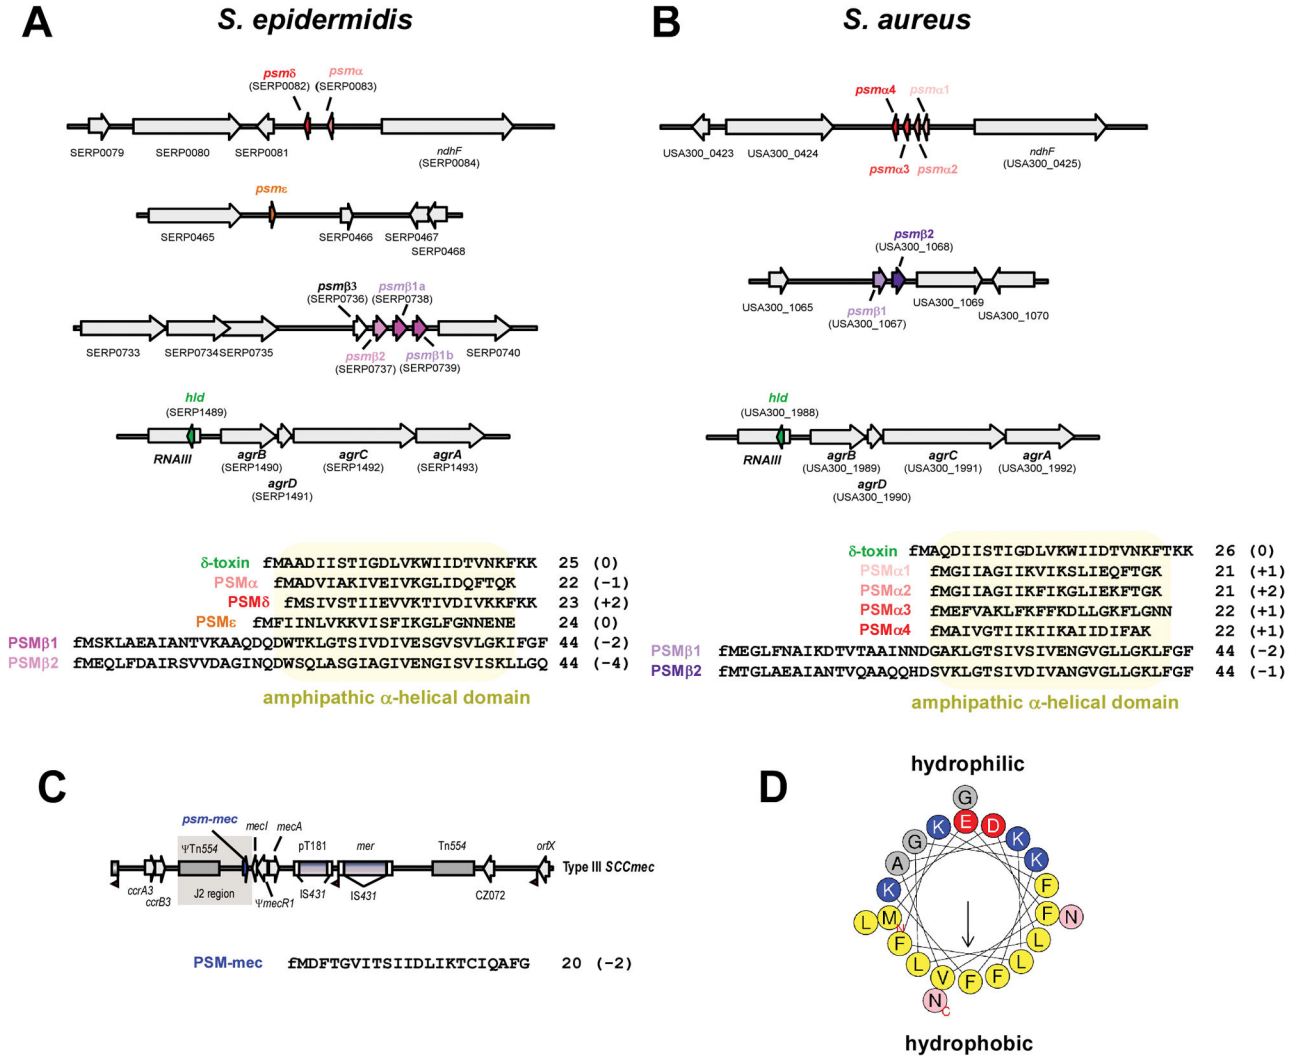 A
S. epidermidis
psmδ
psmα
(SERP0082)
(SERP0083)
SERP0079
SERP0080
SERP0081
ndhF
(SERP0084)
psmε
SERP0465
SERP0466
SERP0467
SERP0468
psmβ3
psmβ1a
(SERP0736)
(SERP0738)
SERP0733
SERP0734
SERP0735
psmβ2
psmβ1b
SERP0740
(SERP0737)
(SERP0739)
hld
(SERP1489)
RNAIII
agrB
agrC
agrA
(SERP1490)
(SERP1492)
(SERP1493)
agrD
(SERP1491)
δ-toxin fMAADIISTIGDLVKWIIDTVNKFKK 25 (0)
PSMα fMADVIAKIVEIVKGLIDQFTQK 22 (-1)
PSMδ fMSIVSTIIEVVKTIVDIVKKFKK 23 (+2)
PSMε fMFIINLVKKVISFIKGLFGNNENE 24 (0)
PSMβ1 fMSKLAEAIANTVKAAQDQDWTKLGTSIVDIVESGVSVLGKIFGF 44 (-2)
PSMβ2 fMEQLFDAIRSVVDAGINQDWSQLASGIAGIVENGISVISKLLGQ 44 (-4)
amphipathic α-helical domain
B
S. aureus
psmα4
psmα1
USA300_0423
USA300_0424
ndhF
(USA300_0425)
psmα3
psmα2
psmβ2
(USA300_1068)
USA300_1065
psmβ1
(USA300_1067)
USA300_1069
USA300_1070
hld
(USA300_1988)
RNAIII
agrB
agrC
agrA
(USA300_1989)
(USA300_1991)
(USA300_1992)
agrD
(USA300_1990)
δ-toxin fMAQDIISTIGDLVKWIIDTVNKFTKK 26 (0)
PSMα1 fMGIIAGIIKVIKSLIEQFTGK 21 (+1)
PSMα2 fMGIIAGIIKFIKGLIEKFTGK 21 (+2)
PSMα3 fMEFVAKLFKFFKDLLGKFLGNN 22 (+1)
PSMα4 fMAIVGTIIKIIKAIIDIFAK 22 (+1)
PSMβ1 fMEGLFNAIKDTVTAAINNDGAKLGTSIVSIVENGVGLLGKLFGF 44 (-2)
PSMβ2 fMTGLAEAIANTVQAAQQHDSVKLGTSIVDIVANGVGLLGKLFGF 44 (-1)
amphipathic α-helical domain
C
psm-mec
mecI
mecA
ΨTn554
pT181
mer
Tn554
orfX
Type III SCCmec
ccrA3
ccrB3
J2 region
ΨmecR1
IS431
IS431
CZ072
PSM-mec fMDFTGVITSIIDLIKTCIQAFG 20 (-2)
D
hydrophilic
G
K E D K
G K
A F
K F N
L M N L
F L
L V F F
N C
hydrophobic